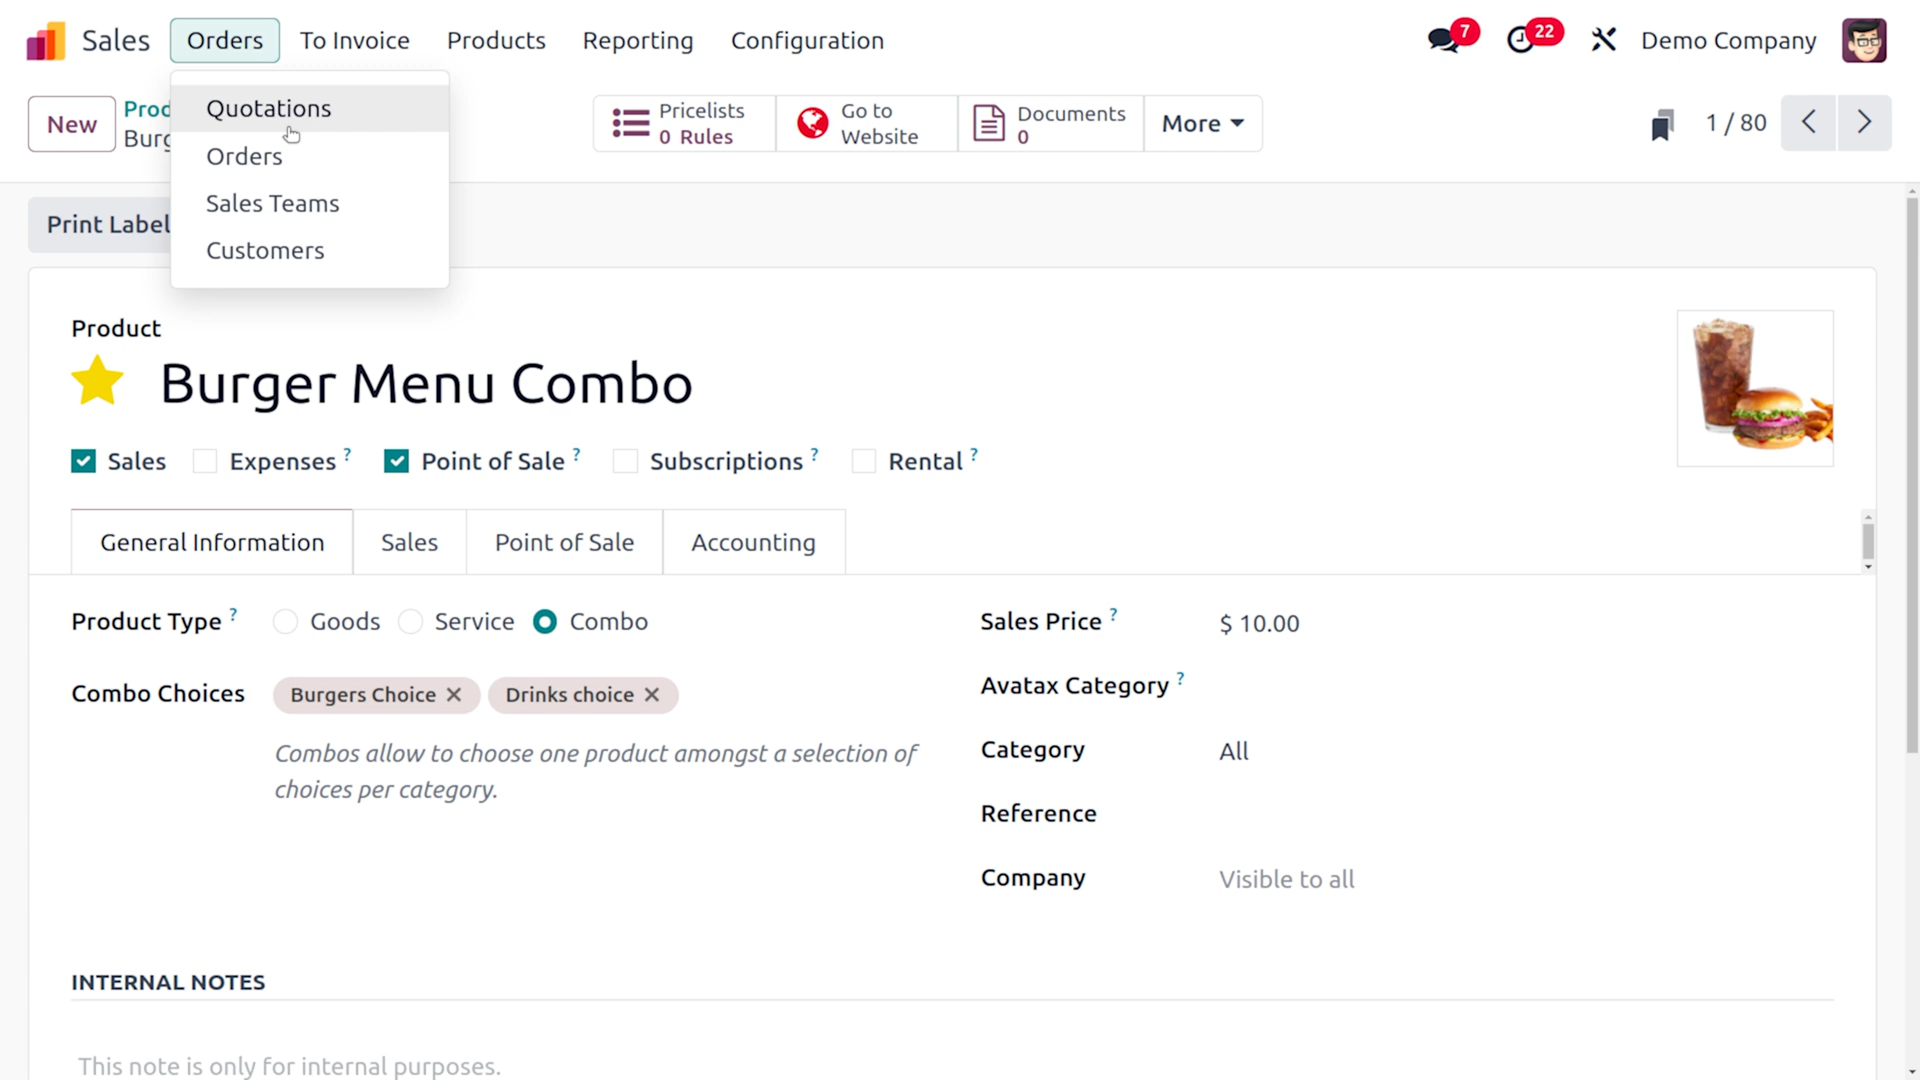 Sales
Orders
To Invoice
Products
Reporting
Configuration
7
22
Demo Company
New
Prod
Burg
Quotations
Orders
Sales Teams
Customers
Pricelists
0 Rules
Go to
Website
Documents
0
More
1 / 80
Print Label
Product
Burger Menu Combo
Sales
Expenses ?
Point of Sale ?
Subscriptions ?
Rental ?
General Information
Sales
Point of Sale
Accounting
Product Type ?
Goods
Service
Combo
Combo Choices
Burgers Choice
Drinks choice
Combos allow to choose one product amongst a selection of
choices per category.
Sales Price ?
$ 10.00
Avatax Category ?
Category
All
Reference
Company
Visible to all
INTERNAL NOTES
This note is only for internal purposes.